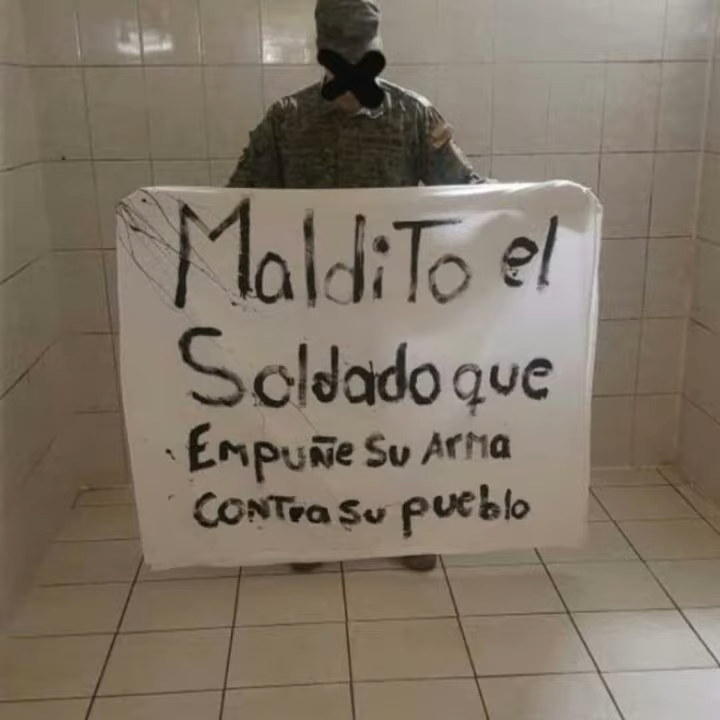 MaldiTo el
Soldado que
EMpuÑe Su ArMa
CONTra Su pueblo